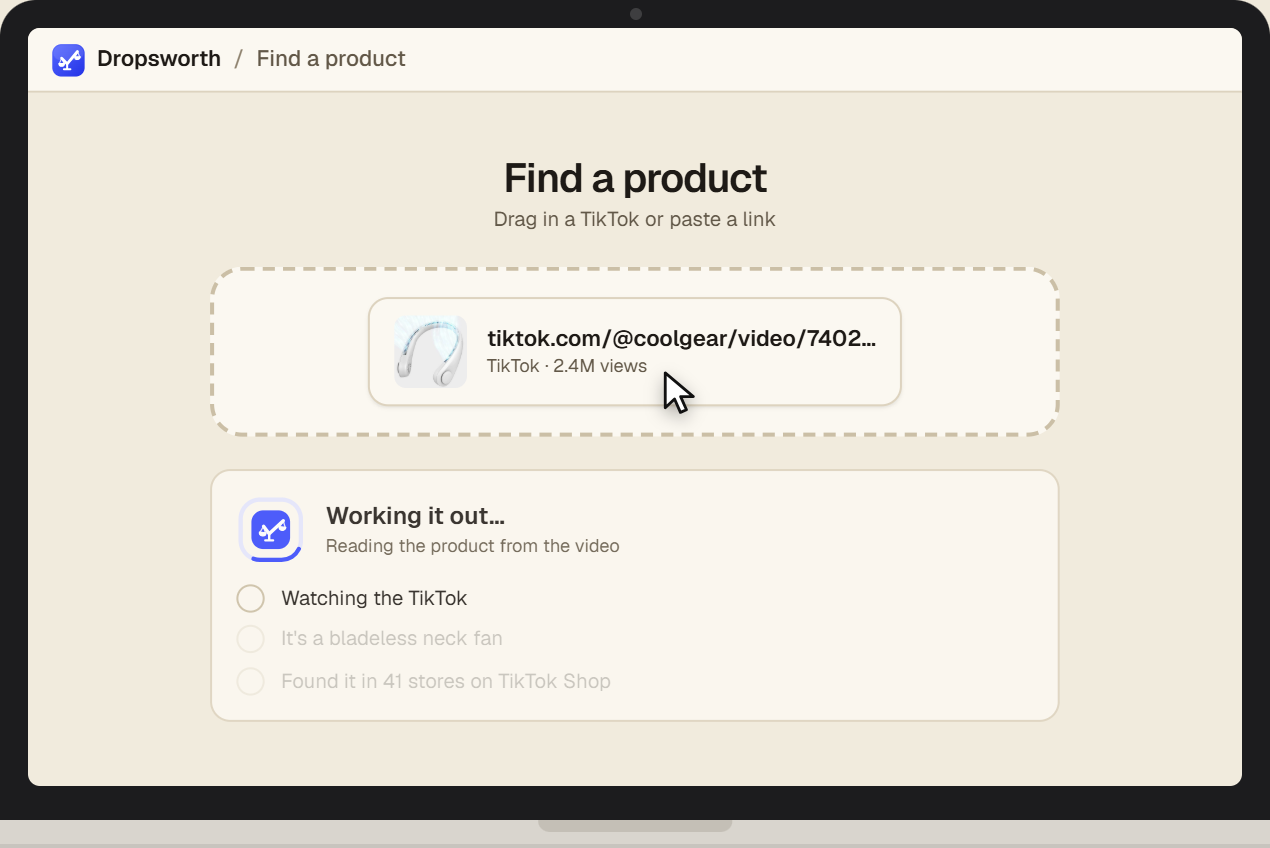 Dropsworth / Find a product
Find a product
Drag in a TikTok or paste a link
tiktok.com/@coolgear/video/7402...
TikTok · 2.4M views
Working it out...
Reading the product from the video
Watching the TikTok
It's a bladeless neck fan
Found it in 41 stores on TikTok Shop